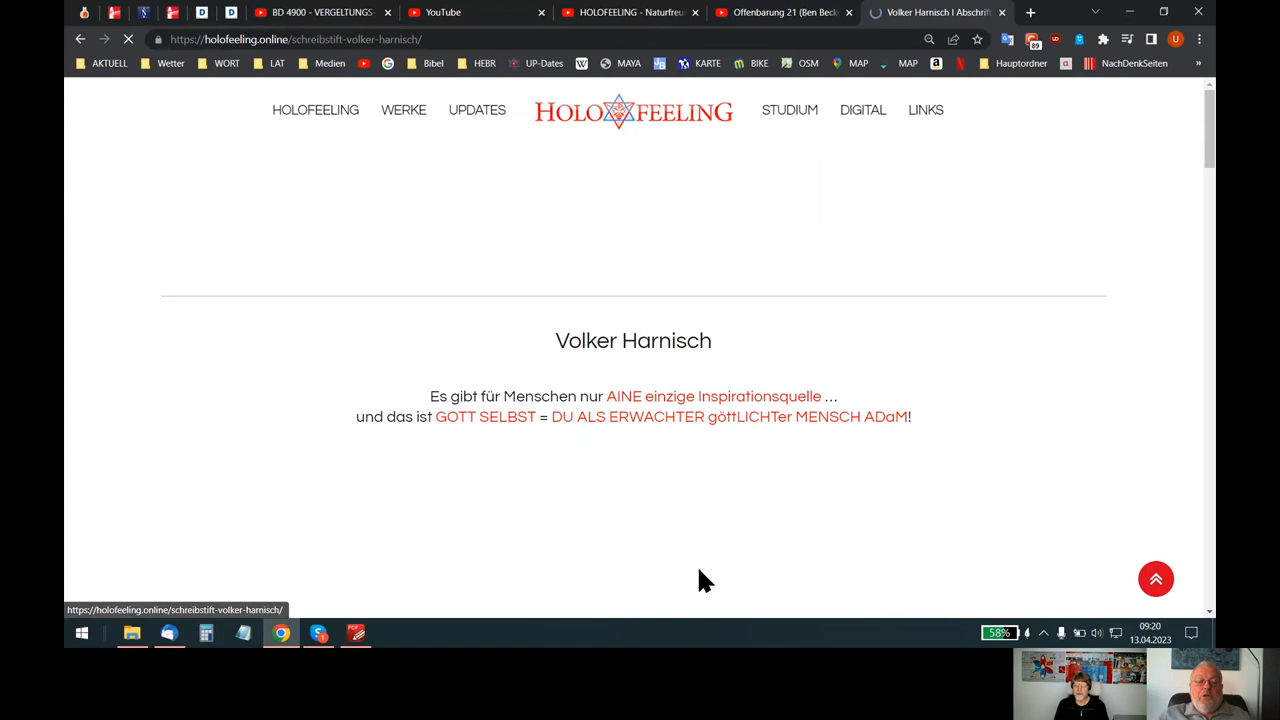 BD 4900 - VERGELTUNGS-
YouTube
HOLOFEELING - Naturfreu
Offenbarung 21 (Ben Beck
Volker Harnisch I Abschrift
https://holofeeling.online/schreibstift-volker-harnisch/
89
U
AKTUELL
Wetter
WORT
LAT
Medien
Bibel
HEBR
UP-Dates
W
MAYA
KARTE
BIKE
OSM
MAP
MAP
Hauptordner
NachDenkSeiten
HOLOFEELING
WERKE
UPDATES
HOLOFEELING
STUDIUM
DIGITAL
LINKS
Volker Harnisch
Es gibt für Menschen nur AINE einzige Inspirationsquelle ...
und das ist GOTT SELBST = DU ALS ERWACHTER göttLICHTer MENSCH ADaM!
https://holofeeling.online/schreibstift-volker-harnisch/
58%
09:20
13.04.2023